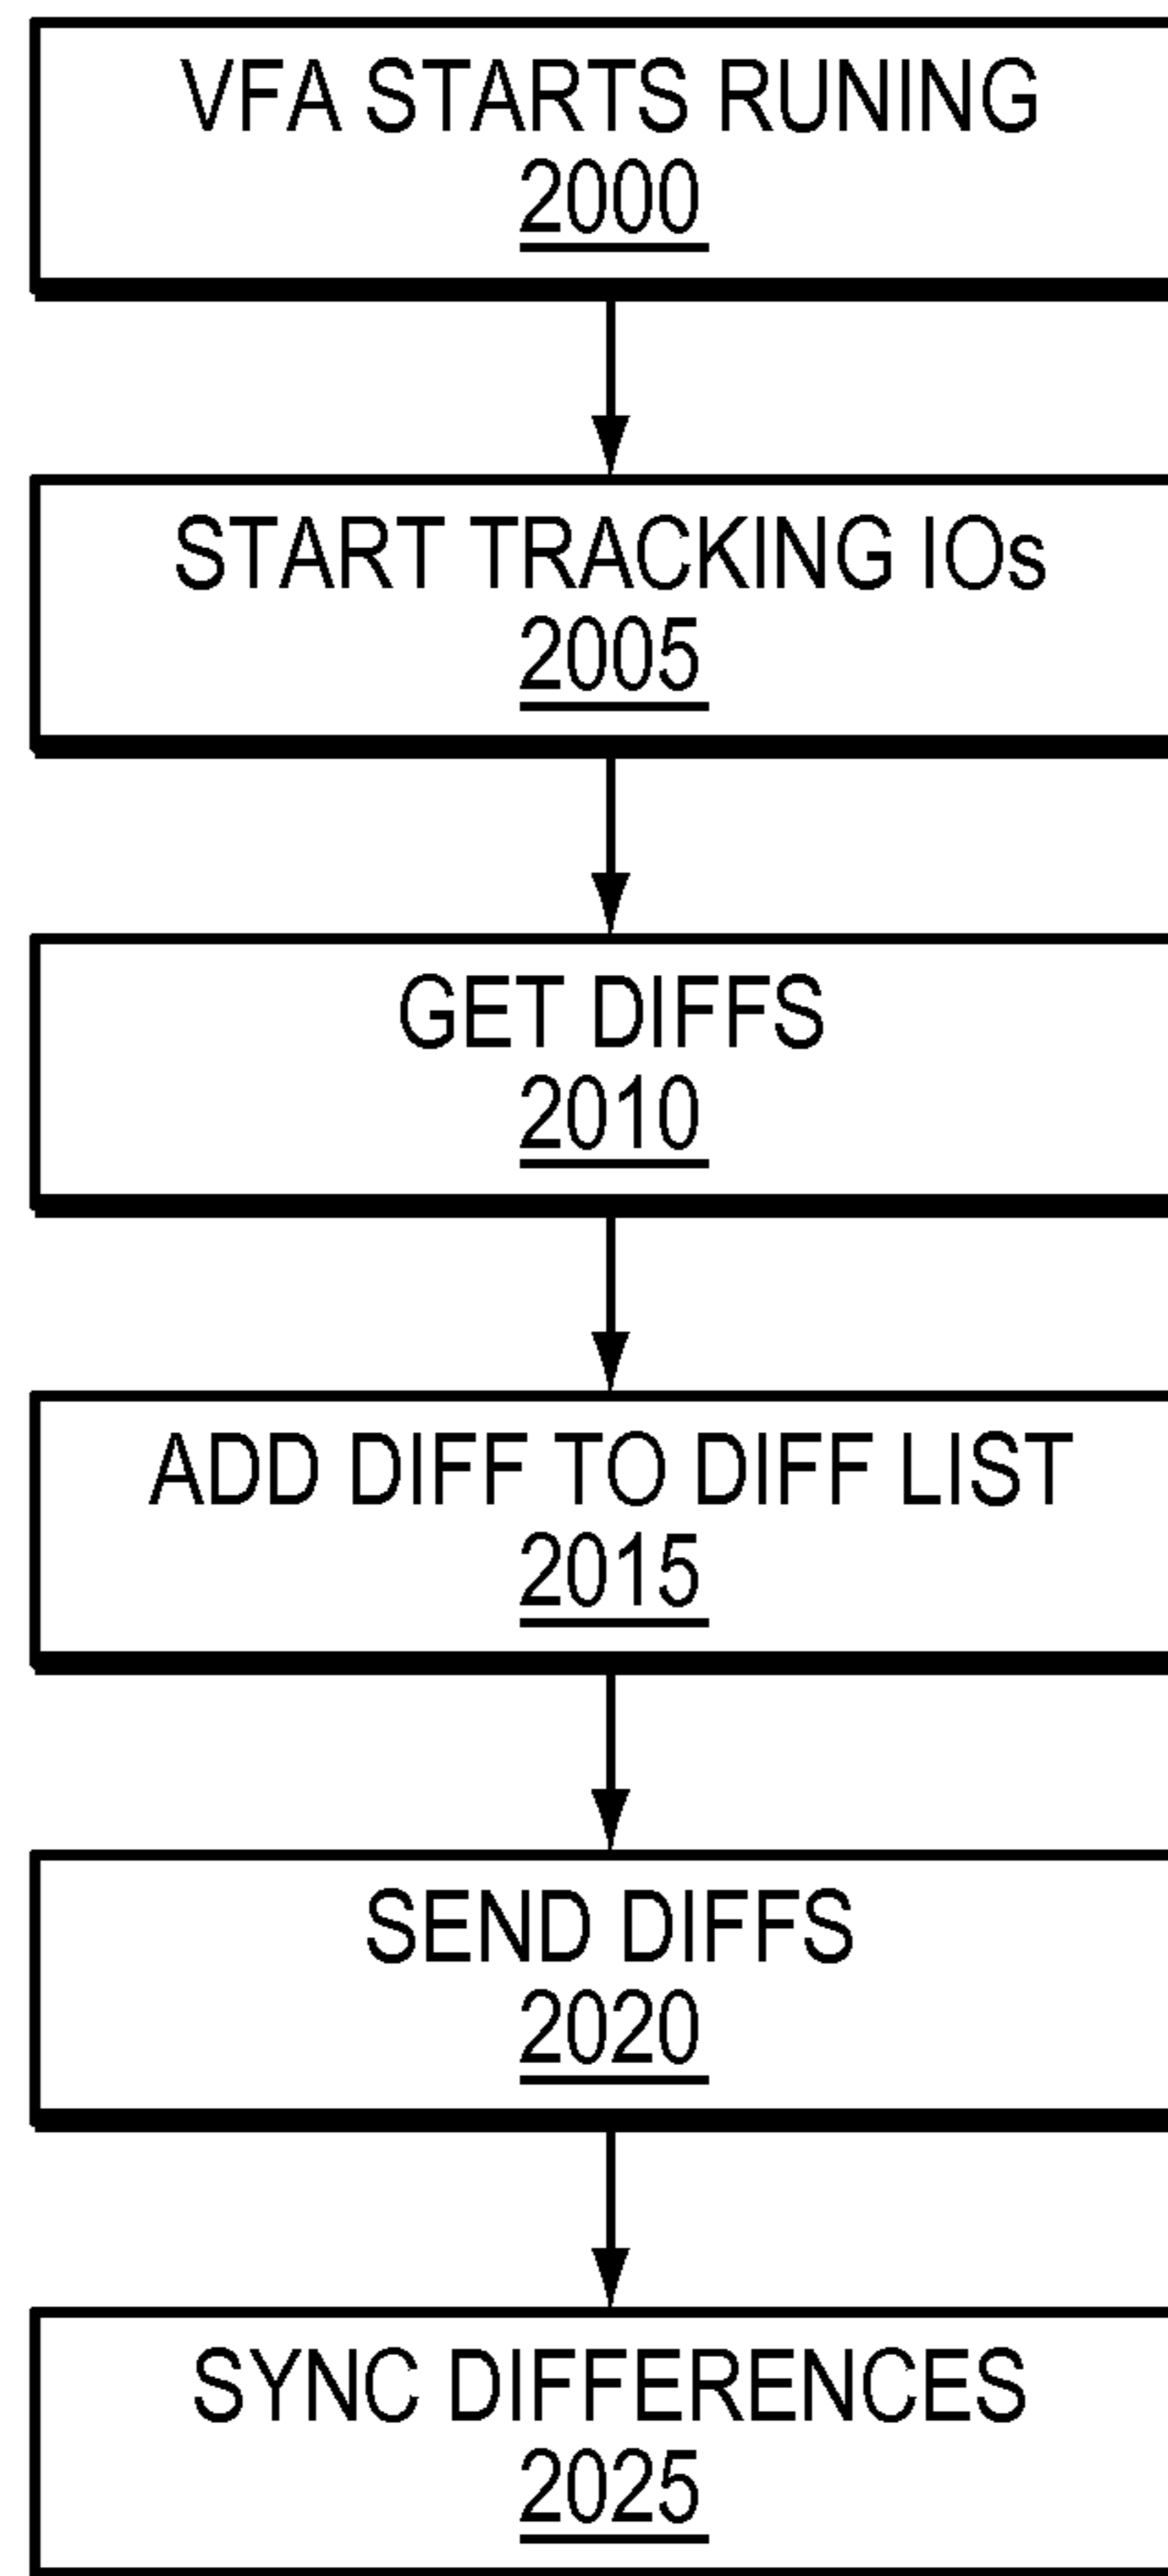 VFA STARTS RUNING
2000
START TRACKING IOs
2005
GET DIFFS
2010
ADD DIFF TO DIFF LIST
2015
SEND DIFFS
2020
SYNC DIFFERENCES
2025